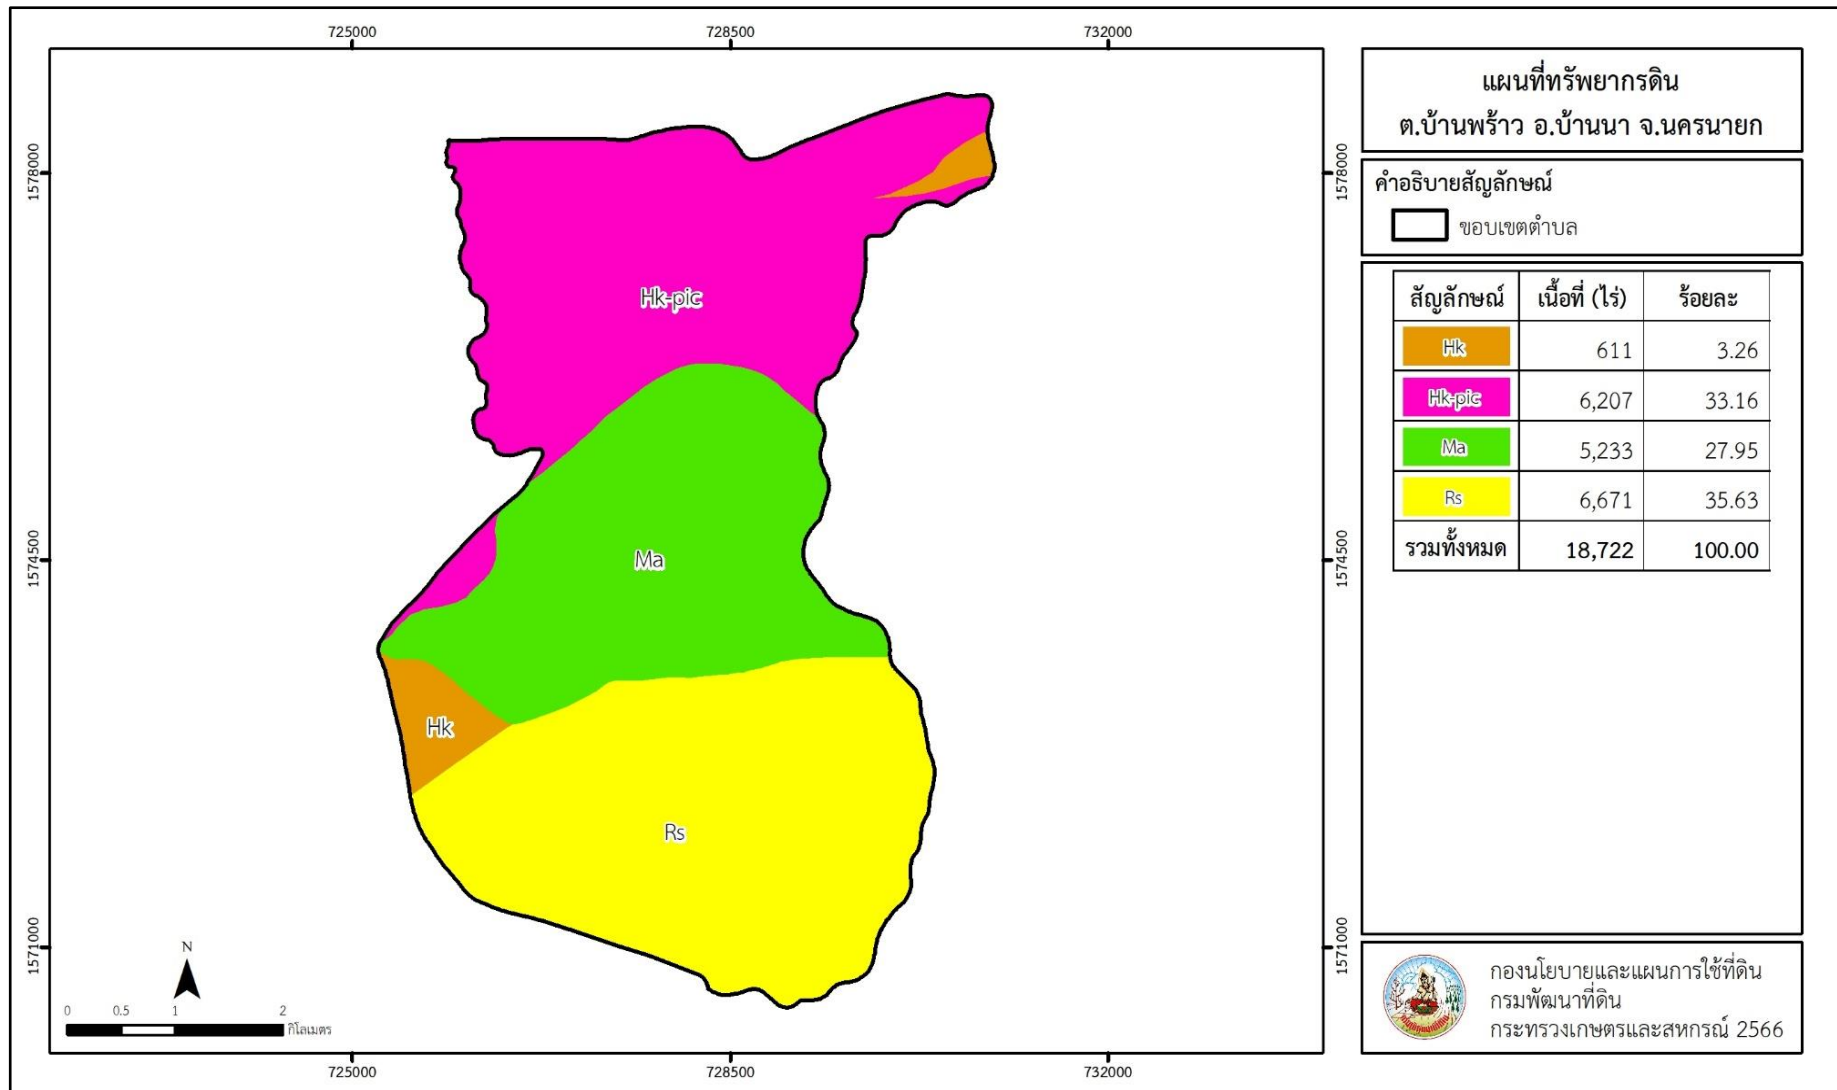 725000
728500
732000
1578000
1574500
1571000
1578000
1574500
1571000
725000
728500
732000
Hk-pic
Ma
Hk
Rs
N
0 0.5 1 2
กิโลเมตร
แผนที่ทรัพยากรดิน
ต.บ้านพร้าว อ.บ้านนา จ.นครนายก
คำอธิบายสัญลักษณ์
ขอบเขตตำบล
สัญลักษณ์ เนื้อที่ (ไร่) ร้อยละ
Hk 611 3.26
Hk-pic 6,207 33.16
Ma 5,233 27.95
Rs 6,671 35.63
รวมทั้งหมด 18,722 100.00
กองนโยบายและแผนการใช้ที่ดิน
กรมพัฒนาที่ดิน
กระทรวงเกษตรและสหกรณ์ 2566